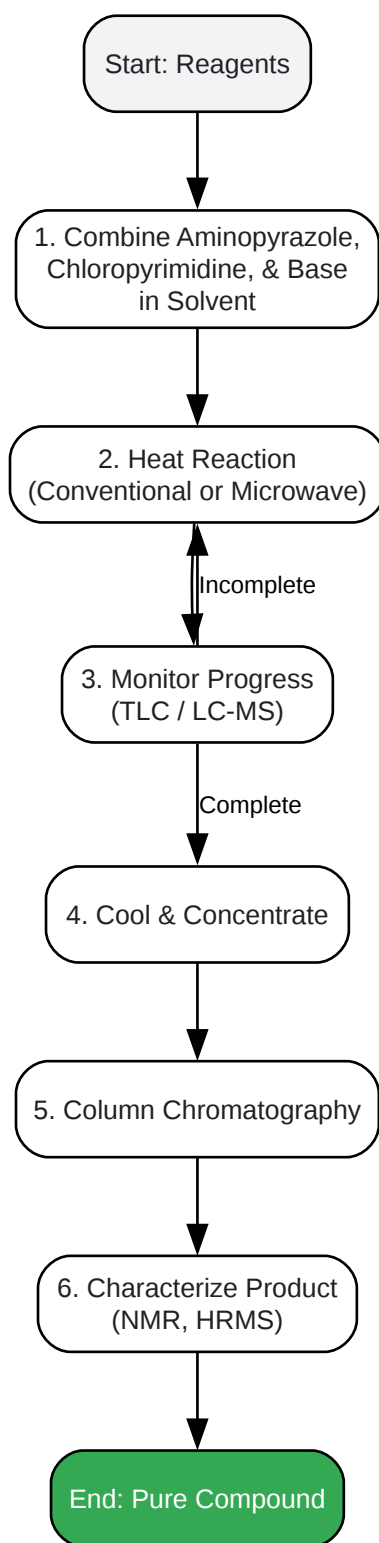 Start: Reagents
1. Combine Aminopyrazole,
Chloropyrimidine, & Base
in Solvent
2. Heat Reaction
(Conventional or Microwave)
Incomplete
3. Monitor Progress
(TLC / LC-MS)
Complete
4. Cool & Concentrate
5. Column Chromatography
6. Characterize Product
(NMR, HRMS)
End: Pure Compound